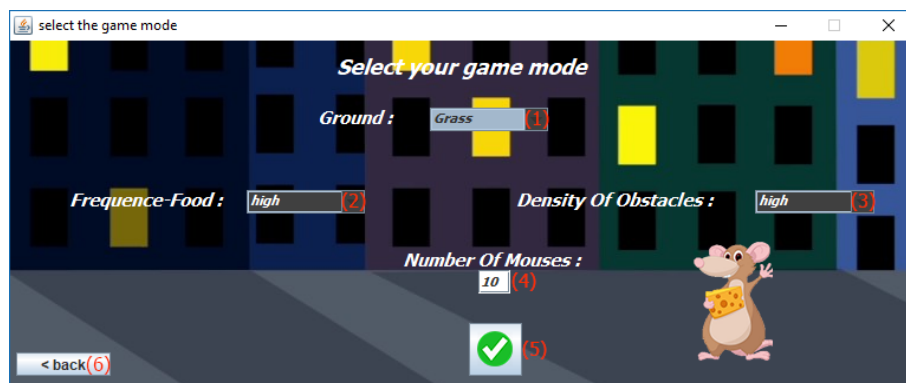 select the game mode
Select your game mode
Ground : Grass (1)
Frequence-Food : high (2) Density Of Obstacles : high (3)
Number Of Mouses :
10 (4)
(5)
< back (6)